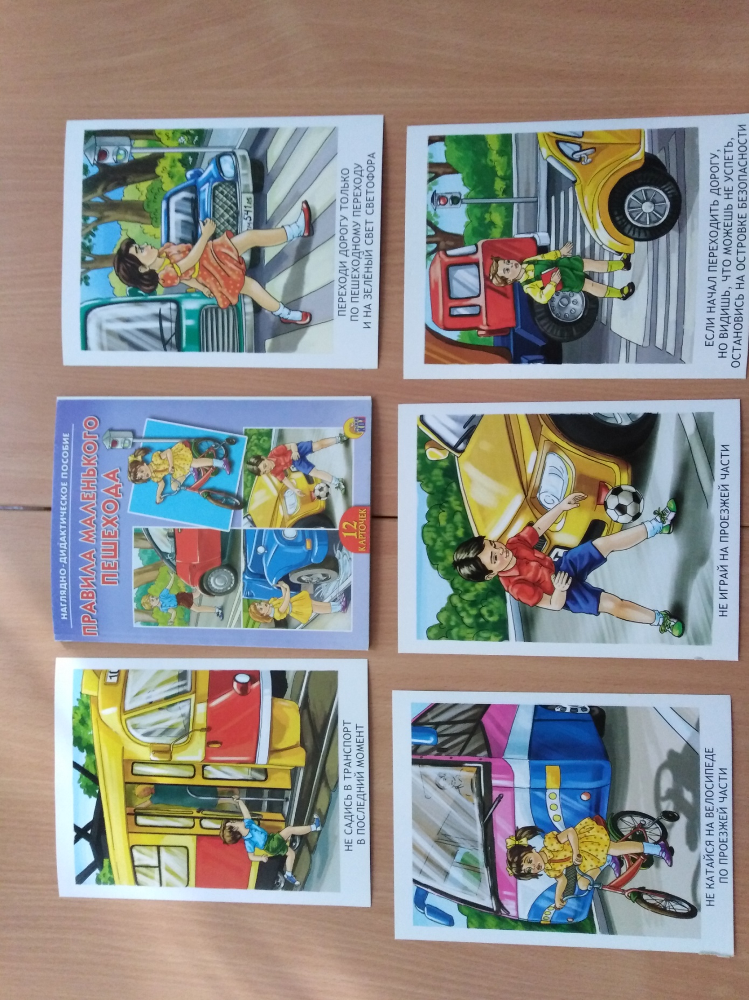 НЕ САДИСЬ В ТРАНСПОРТ
В ПОСЛЕДНИЙ МОМЕНТ
НАГЛЯДНО-ДИДАКТИЧЕСКОЕ ПОСОБИЕ
ПРАВИЛА МАЛЕНЬКОГО
ПЕШЕХОДА
12
КАРТОЧЕК
ПЕРЕХОДИ ДОРОГУ ТОЛЬКО
ПО ПЕШЕХОДНОМУ ПЕРЕХОДУ
И НА ЗЕЛЁНЫЙ СВЕТ СВЕТОФОРА
НЕ КАТАЙСЯ НА ВЕЛОСИПЕДЕ
ПО ПРОЕЗЖЕЙ ЧАСТИ
НЕ ИГРАЙ НА ПРОЕЗЖЕЙ ЧАСТИ
ЕСЛИ НАЧАЛ ПЕРЕХОДИТЬ ДОРОГУ,
НО ВИДИШЬ, ЧТО МОЖЕШЬ НЕ УСПЕТЬ,
ОСТАНОВИСЬ НА ОСТРОВКЕ БЕЗОПАСНОСТИ